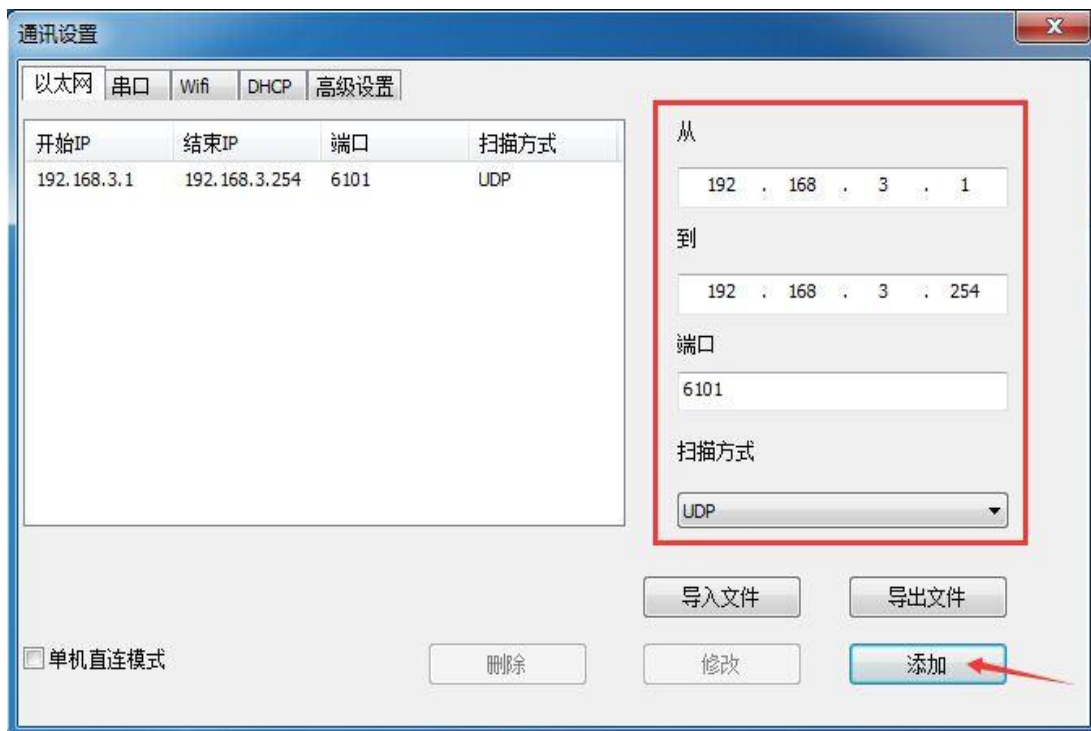 通讯设置
以太网 串口 Wifi DHCP 高级设置
开始IP 结束IP 端口 扫描方式
192.168.3.1 192.168.3.254 6101 UDP
从
192 . 168 . 3 . 1
到
192 . 168 . 3 . 254
端口
6101
扫描方式
UDP
导入文件 导出文件
单机直连模式 删除 修改 添加